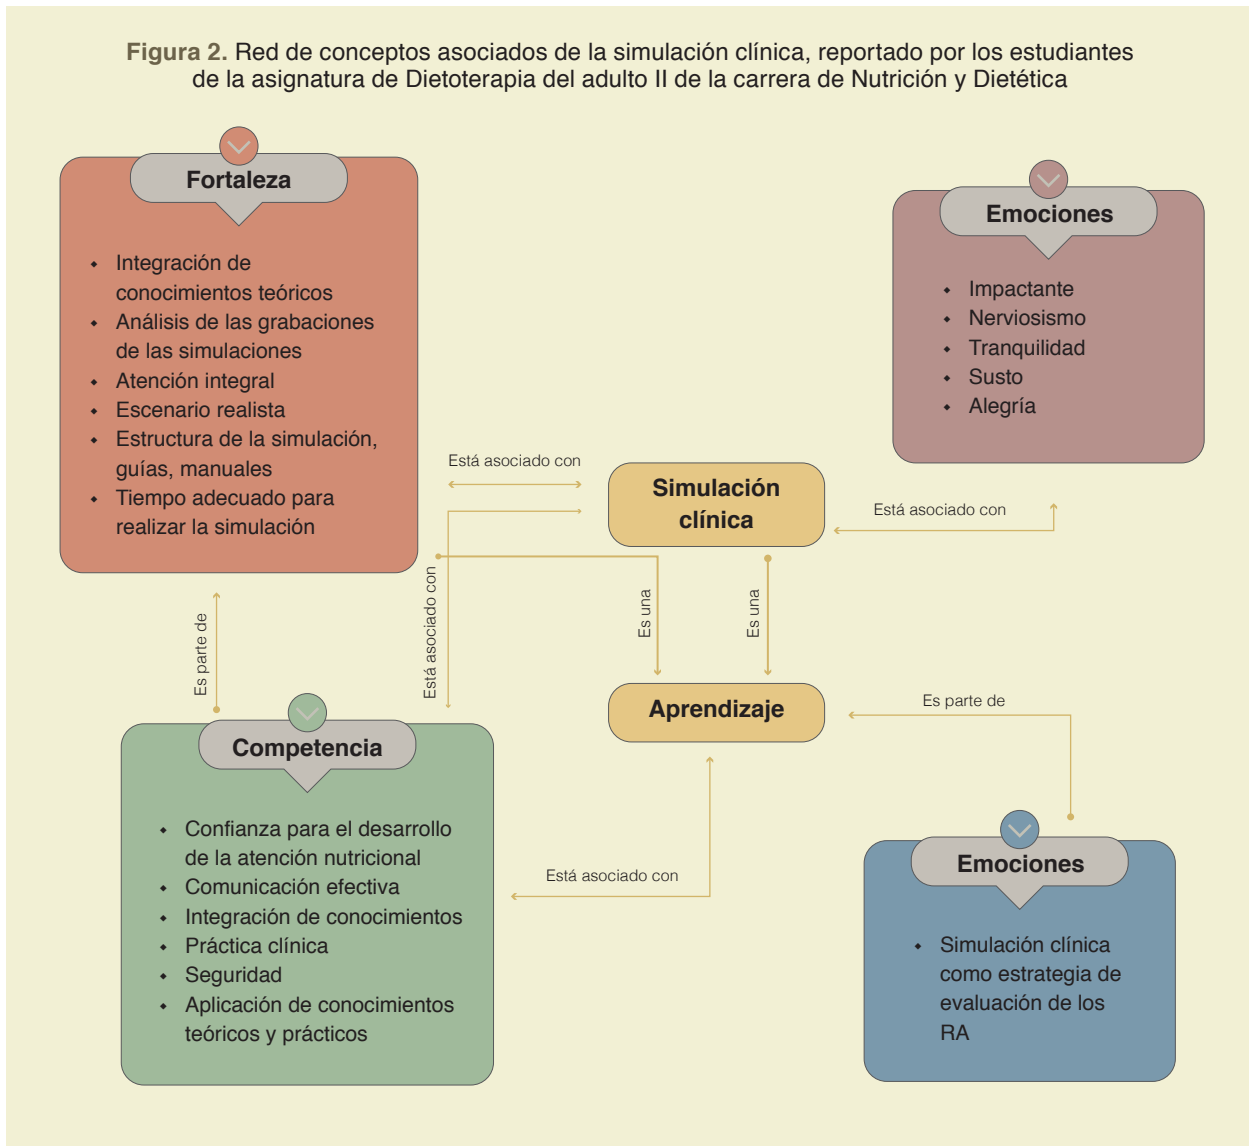 Figura 2. Red de conceptos asociados de la simulación clínica, reportado por los estudiantes
de la asignatura de Dietoterapia del adulto II de la carrera de Nutrición y Dietética
Fortaleza
Integración de
conocimientos teóricos
Análisis de las grabaciones
de las simulaciones
Atención integral
Escenario realista
Estructura de la simulación,
guías, manuales
Tiempo adecuado para
realizar la simulación
Emociones
Impactante
Nerviosismo
Tranquilidad
Susto
Alegría
Está asociado con
Simulación
clínica
Está asociado con
Es parte de
Está asociado con
Es una
Es una
Aprendizaje
Es parte de
Competencia
Confianza para el desarrollo
de la atención nutricional
Comunicación efectiva
Integración de conocimientos
Práctica clínica
Seguridad
Aplicación de conocimientos
teóricos y prácticos
Está asociado con
Emociones
Simulación clínica
como estrategia de
evaluación de los
RA